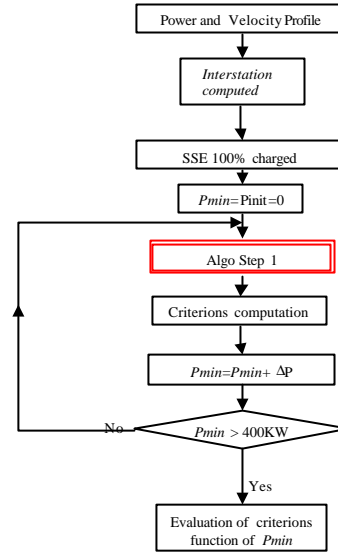 Power and Velocity Profile
Interstation
computed
SSE 100% charged
Pmin=Pinit=0
Algo Step 1
Criterions computation
Pmin=Pmin+ ΔP
No
Pmin > 400KW
Yes
Evaluation of criterions
function of Pmin